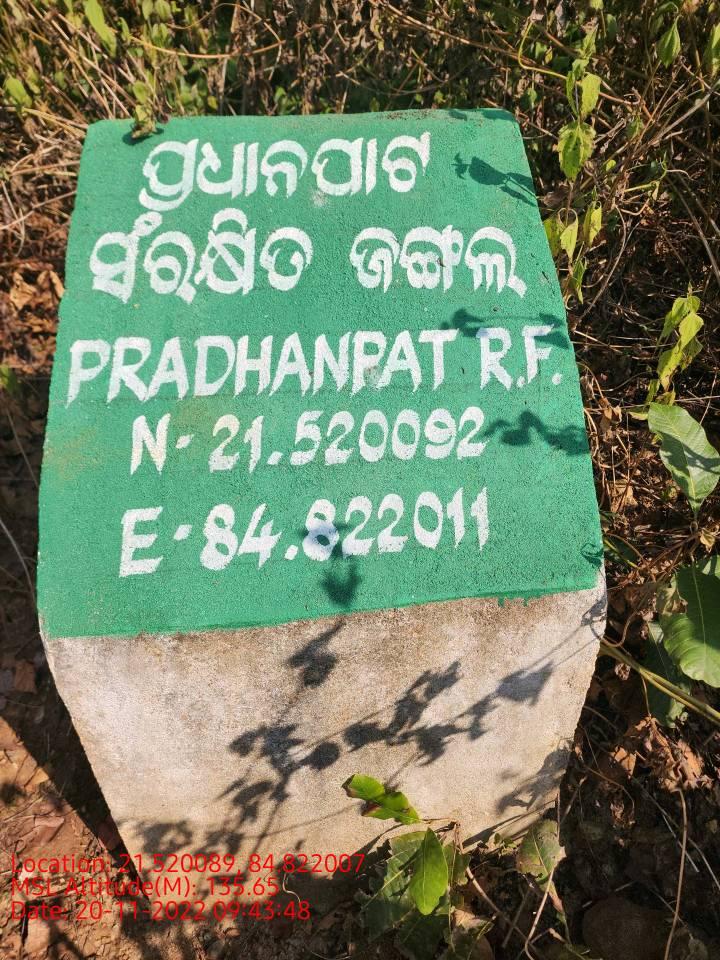 ପ୍ରଧାନପାଟ
ସଂରକ୍ଷିତ ଜଙ୍ଗଲ
PRADHANPAT R.F.
N- 21.520092
E- 84.822011
Location: 21.520089, 84.822007
MSL Altitude(M): 135.65
Date: 20-11-2022 09:43:48